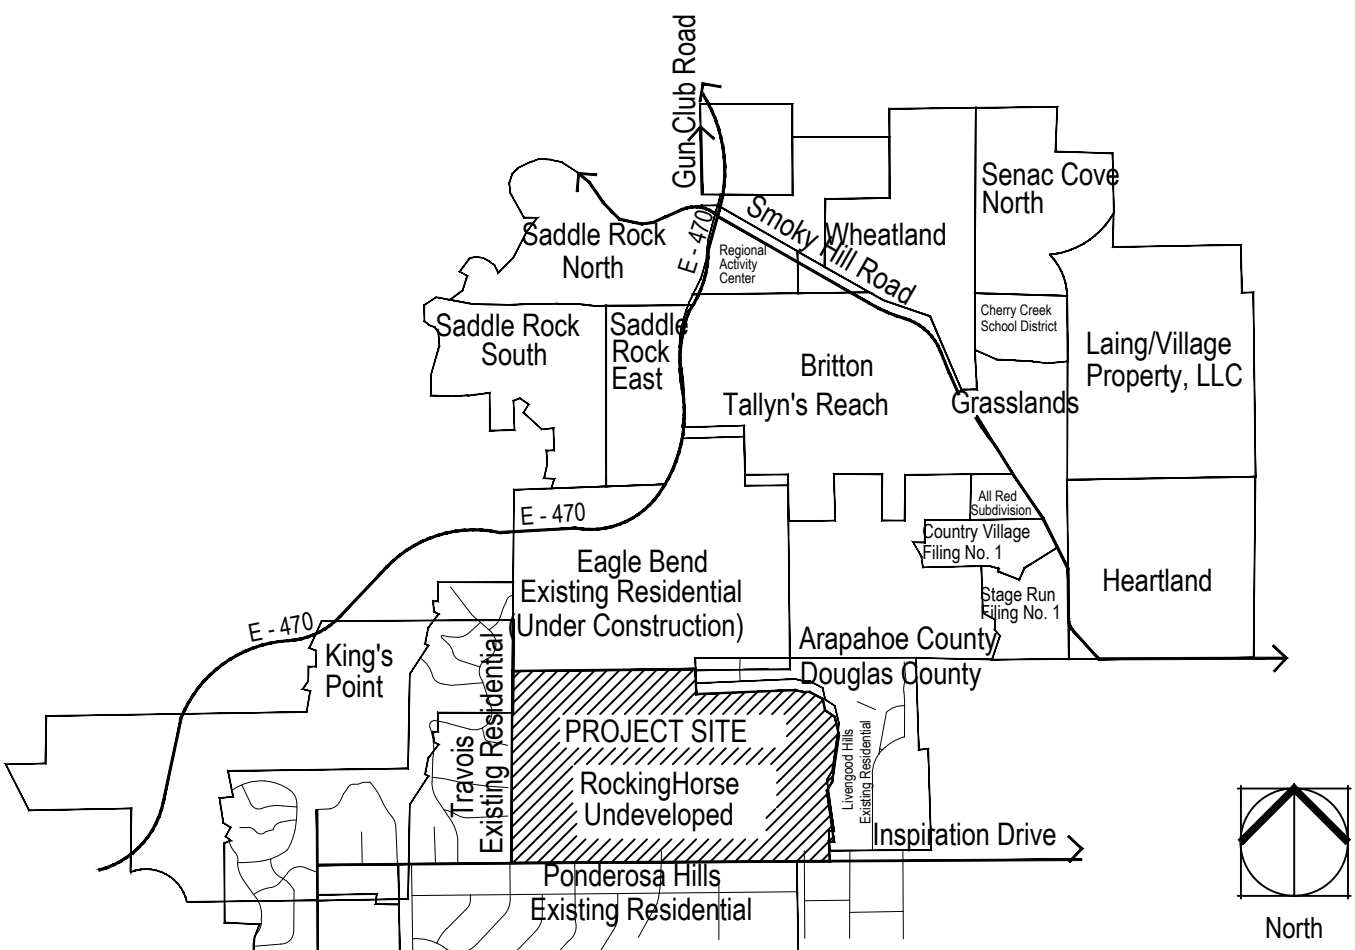 Gun Club Road
Senac Cove
North
Smoky Hill Road
Wheatland
Saddle Rock
North
E - 470
Regional
Activity
Center
Cherry Creek
School District
Saddle Rock
South
Saddle
Rock
East
Laing/Village
Property, LLC
Britton
Tallyn's Reach
Grasslands
All Red
Subdivision
E - 470
Country Village
Filing No. 1
Eagle Bend
Existing Residential
(Under Construction)
Heartland
Stage Run
Filing No. 1
E - 470
King's
Point
Arapahoe County
Douglas County
Travois
Existing Residential
PROJECT SITE
RockingHorse
Undeveloped
Livengood Hills
Existing Residential
Inspiration Drive
Ponderosa Hills
Existing Residential
North